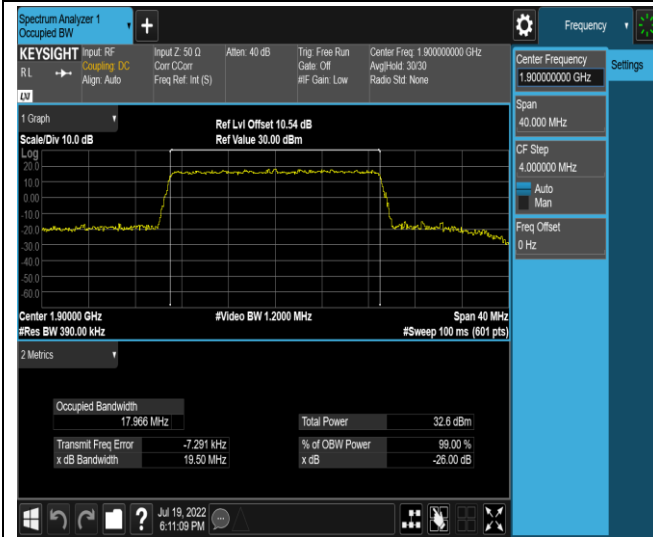 Spectrum Analyzer 1
Occupied BW
Frequency
KEYSIGHT
Input: RF
Coupling: DC
Align: Auto
Input Z: 50 Ω
Corr CCorr
Freq Ref: Int (S)
Atten: 40 dB
Trig: Free Run
Gate: Off
#IF Gain: Low
Center Freq: 1.900000000 GHz
Avg|Hold: 30/30
Radio Std: None
R L
LXI
Center Frequency
1.900000000 GHz
Settings
Span
40.000 MHz
CF Step
4.000000 MHz
Auto
Man
Freq Offset
0 Hz
1 Graph
Scale/Div 10.0 dB
Ref Lvl Offset 10.54 dB
Ref Value 30.00 dBm
Log
20.0
10.0
0.00
-10.0
-20.0
-30.0
-40.0
-50.0
-60.0
Center 1.90000 GHz
#Video BW 1.2000 MHz
Span 40 MHz
#Res BW 390.00 kHz
#Sweep 100 ms (601 pts)
2 Metrics
Occupied Bandwidth
17.966 MHz
Total Power 32.6 dBm
Transmit Freq Error -7.291 kHz
% of OBW Power 99.00 %
x dB Bandwidth 19.50 MHz
x dB -26.00 dB
Jul 19, 2022
6:11:09 PM